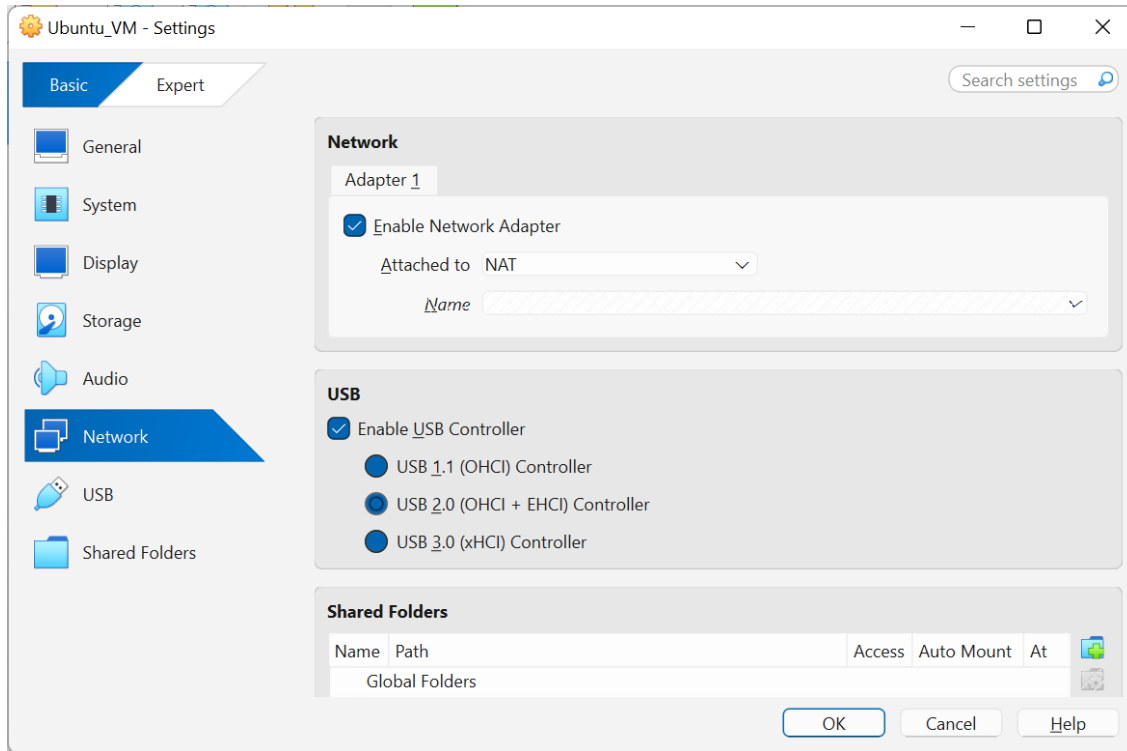 Ubuntu_VM - Settings
Basic
Expert
Search settings
General
System
Display
Storage
Audio
Network
USB
Shared Folders
Network
Adapter 1
Enable Network Adapter
Attached to NAT
Name
USB
Enable USB Controller
USB 1.1 (OHCI) Controller
USB 2.0 (OHCI + EHCI) Controller
USB 3.0 (xHCI) Controller
Shared Folders
Name Path Access Auto Mount At
Global Folders
OK Cancel Help